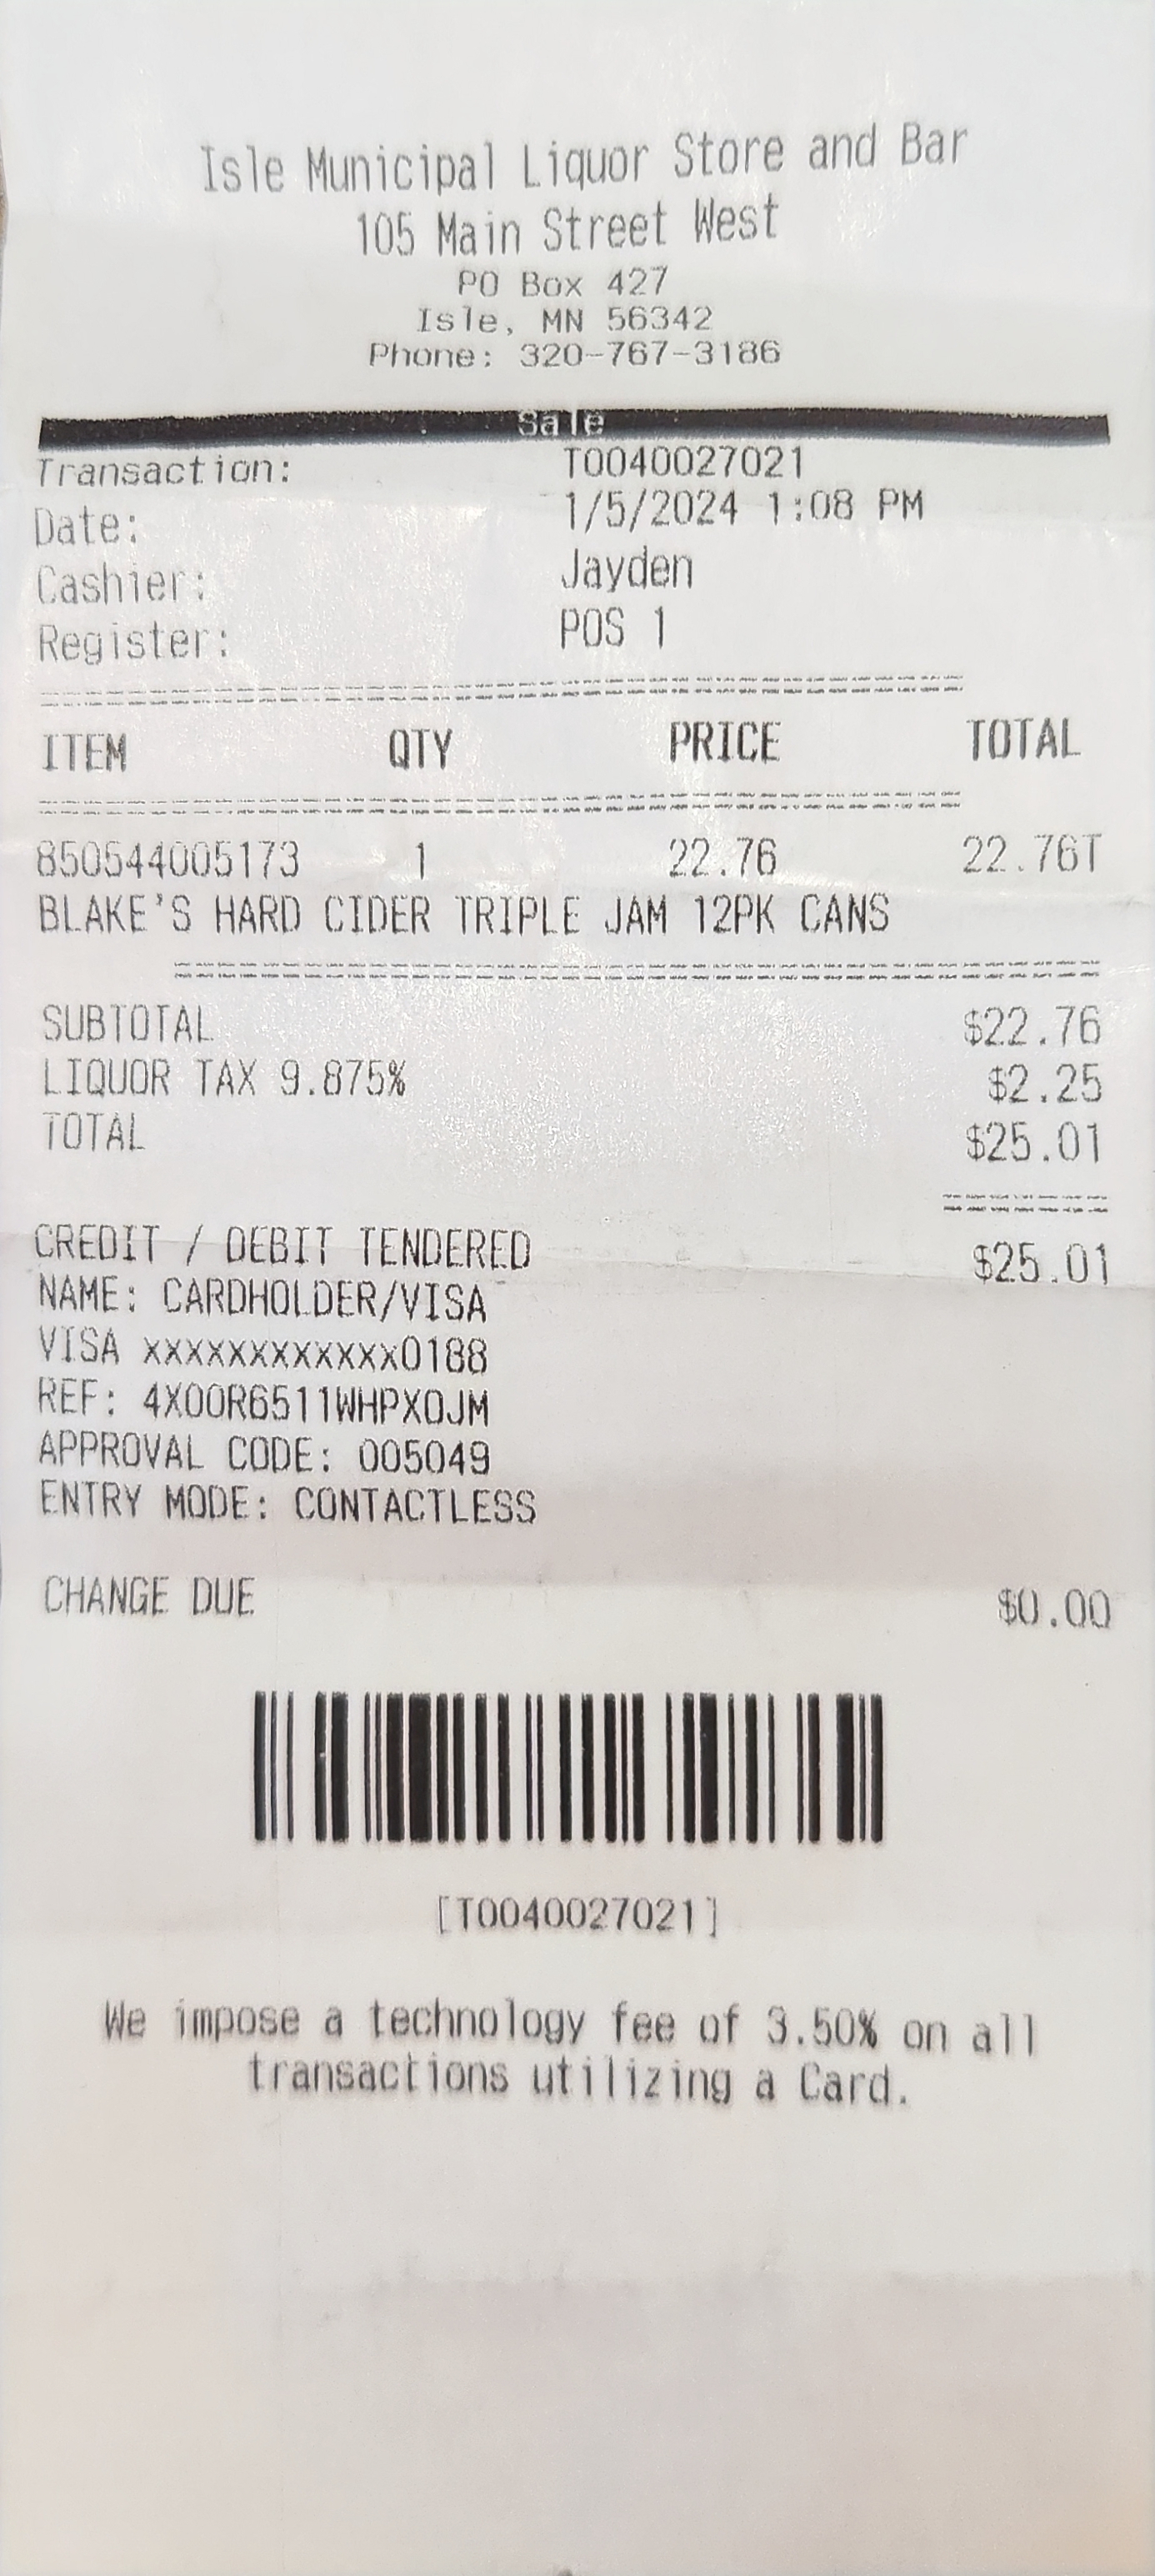 Isle Municipal Liquor Store and Bar
105 Main Street West
PO Box 427
Isle, MN 56342
Phone: 320-767-3186
Sale
Transaction: T0040027021
Date: 1/5/2024 1:08 PM
Cashier: Jayden
Register: POS 1
ITEM QTY PRICE TOTAL
850544005173 1 22.76 22.76T
BLAKE'S HARD CIDER TRIPLE JAM 12PK CANS
SUBTOTAL $22.76
LIQUOR TAX 9.875% $2.25
TOTAL $25.01
CREDIT / DEBIT TENDERED $25.01
NAME: CARDHOLDER/VISA
VISA xxxxxxxxxxxx0188
REF: 4X00R6511WHPX0JM
APPROVAL CODE: 005049
ENTRY MODE: CONTACTLESS
CHANGE DUE $0.00
[T0040027021]
We impose a technology fee of 3.50% on all
transactions utilizing a Card.